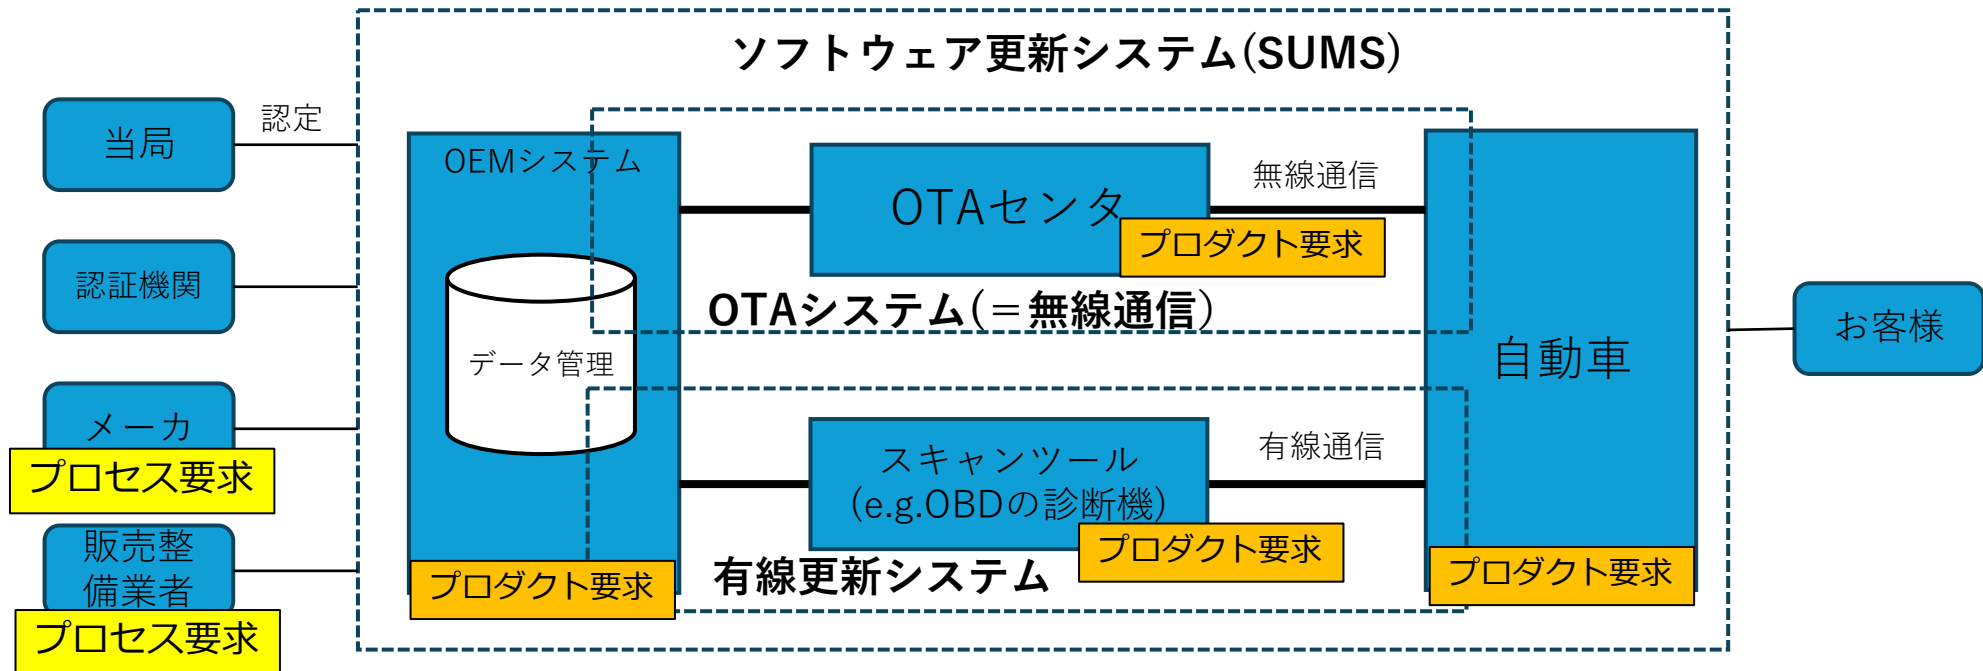 ソフトウェア更新システム(SUMS)
当局
認定
認証機関
メーカ
プロセス要求
販売整
備業者
プロセス要求
OEMシステム
データ管理
プロダクト要求
OTAセンタ
プロダクト要求
無線通信
OTAシステム(＝無線通信)
スキャンツール
(e.g.OBDの診断機)
プロダクト要求
有線通信
有線更新システム
自動車
プロダクト要求
お客様